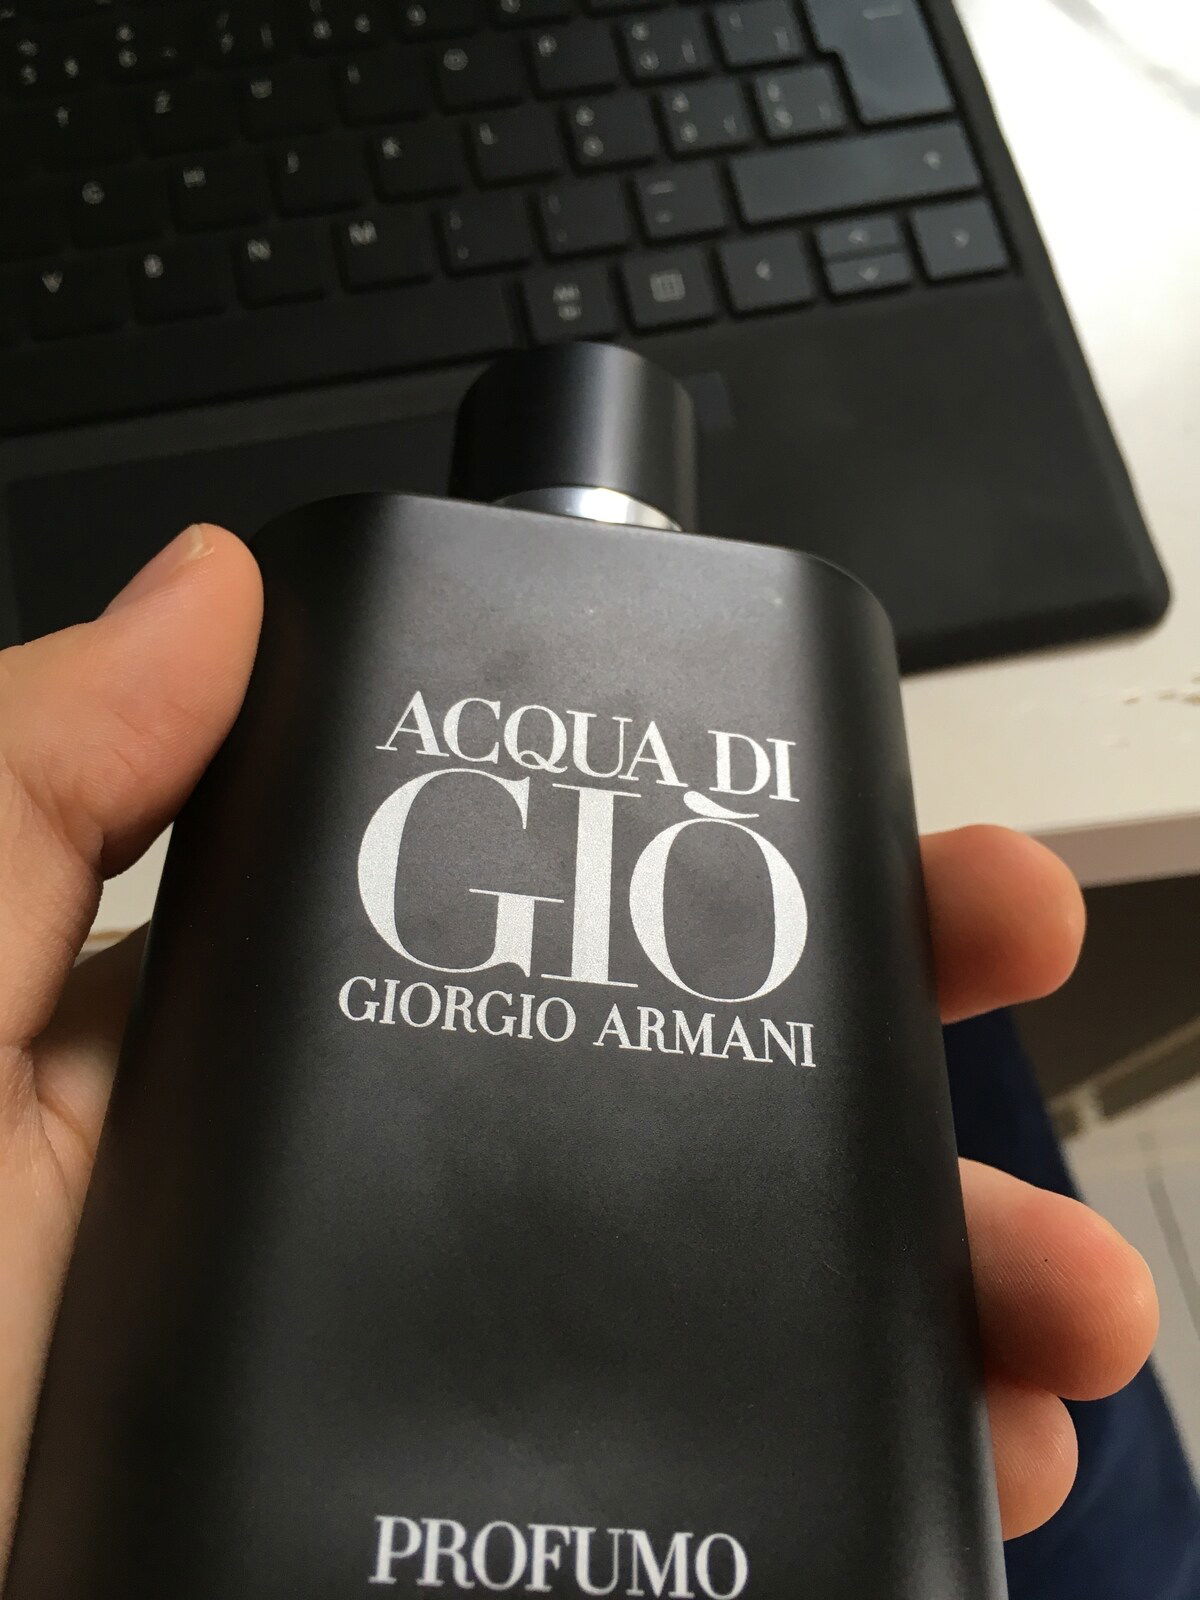 Z U I O
G H J K L
V B N M
ACQUA DI
GIÒ
GIORGIO ARMANI
PROFUMO